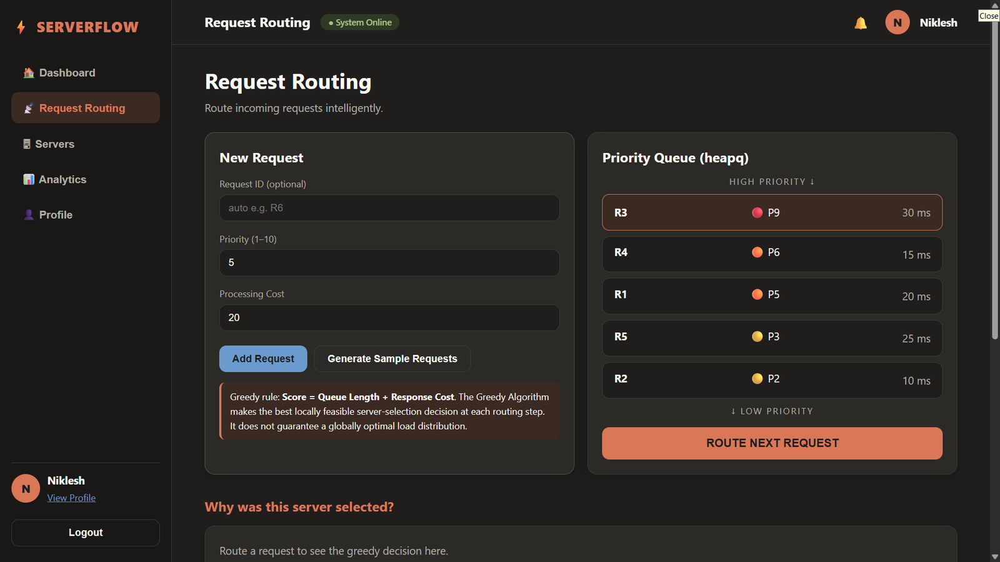 SERVERFLOW
Dashboard
Request Routing
Servers
Analytics
Profile
N
Niklesh
View Profile
Logout
Request Routing
● System Online
N
Niklesh
Close
Request Routing
Route incoming requests intelligently.
New Request
Request ID (optional)
auto e.g. R6
Priority (1–10)
5
Processing Cost
20
Add Request
Generate Sample Requests
Greedy rule: Score = Queue Length + Response Cost. The Greedy Algorithm
makes the best locally feasible server-selection decision at each routing step.
It does not guarantee a globally optimal load distribution.
Priority Queue (heapq)
HIGH PRIORITY ↓
R3 P9 30 ms
R4 P6 15 ms
R1 P5 20 ms
R5 P3 25 ms
R2 P2 10 ms
↓ LOW PRIORITY
ROUTE NEXT REQUEST
Why was this server selected?
Route a request to see the greedy decision here.